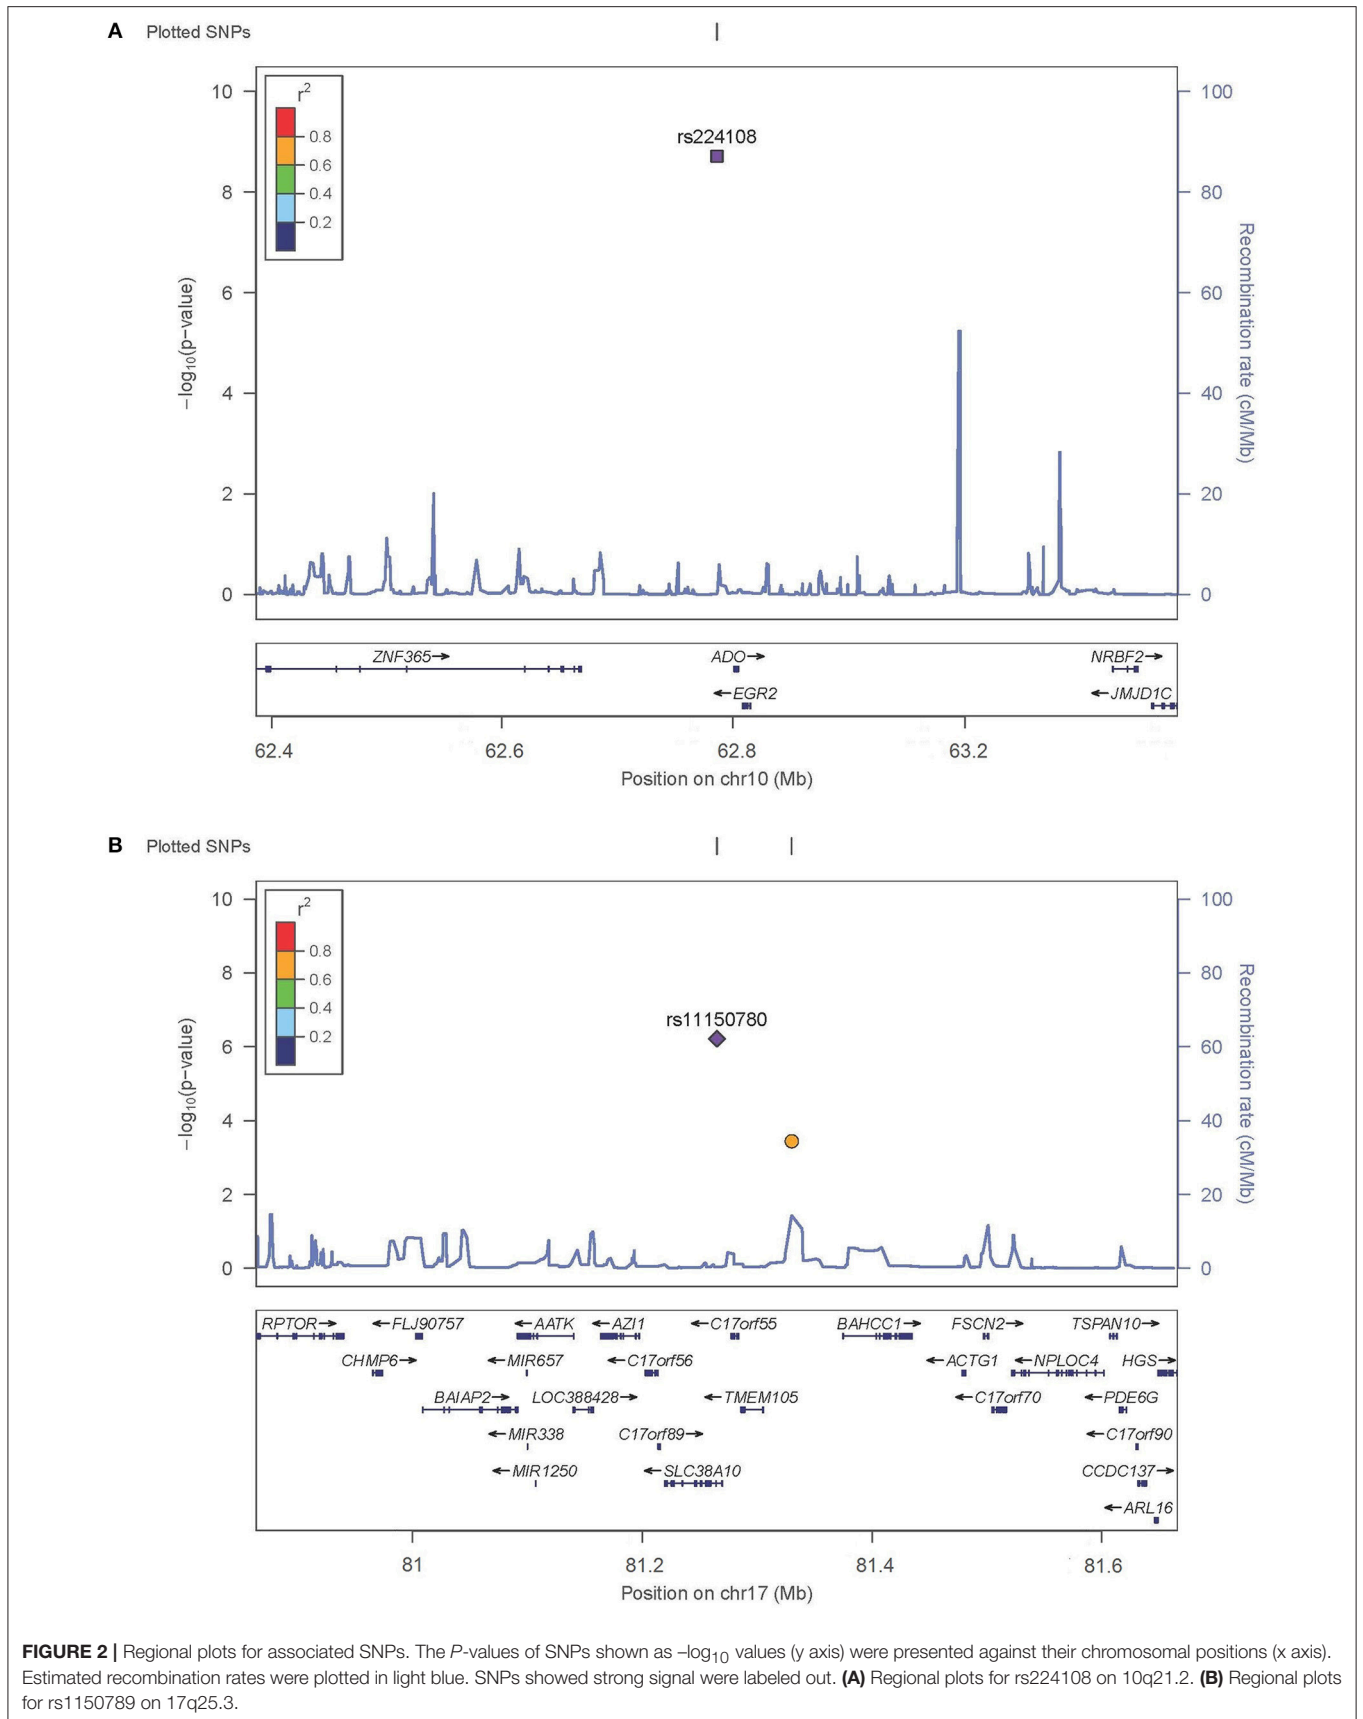 A Plotted SNPs
r2
0.8
0.6
0.4
0.2
rs224108
10
8
6
4
2
0
−log10(p−value)
100
80
60
40
20
0
Recombination rate (cM/Mb)
ZNF365→
ADO→
NRBF2→
←EGR2
←JMJD1C
62.4 62.6 62.8 63.2
Position on chr10 (Mb)
B Plotted SNPs
r2
0.8
0.6
0.4
0.2
rs11150780
10
8
6
4
2
0
−log10(p−value)
100
80
60
40
20
0
Recombination rate (cM/Mb)
RPTOR→ ←FLJ90757 ←AATK ←AZI1 ←C17orf55 BAHCC1→ FSCN2→ TSPAN10→
CHMP6→ ←MIR657 ←C17orf56 ←ACTG1 ←NPLOC4 HGS→
BAIAP2→ LOC388428→ ←TMEM105 ←C17orf70 ←PDE6G
←MIR338 C17orf89→ ←C17orf90
←MIR1250 ←SLC38A10 CCDC137→
←ARL16
81 81.2 81.4 81.6
Position on chr17 (Mb)
FIGURE 2 | Regional plots for associated SNPs. The P-values of SNPs shown as –log10 values (y axis) were presented against their chromosomal positions (x axis).
Estimated recombination rates were plotted in light blue. SNPs showed strong signal were labeled out. (A) Regional plots for rs224108 on 10q21.2. (B) Regional plots
for rs1150789 on 17q25.3.